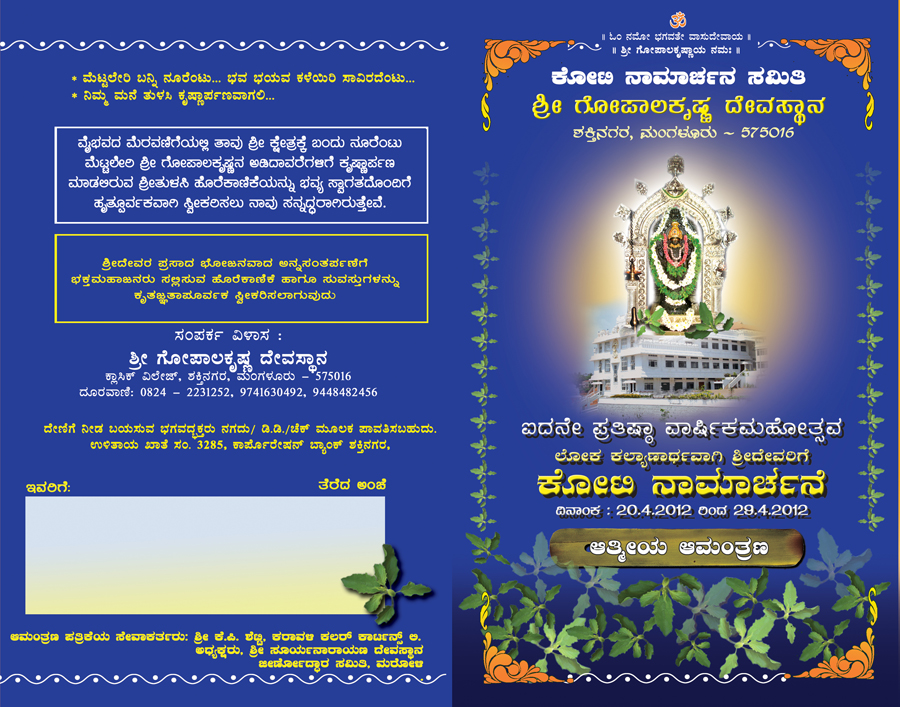 * ಮೆಟ್ಟಲೇರಿ ಬನ್ನಿ ನೂರೆಂಟು... ಭವ ಭಯವ ಕಳೆಯಿರಿ ಸಾವಿರದೆಂಟು...
* ನಿಮ್ಮ ಮನೆ ತುಳಸಿ ಕೃಷ್ಣಾರ್ಪಣವಾಗಲಿ...
ವೈಭವದ ಮೆರವಣಿಗೆಯಲ್ಲಿ ತಾವು ಶ್ರೀ ಕ್ಷೇತ್ರಕ್ಕೆ ಬಂದು ನೂರೆಂಟು
ಮೆಟ್ಟಲೇರಿ ಶ್ರೀ ಗೋಪಾಲಕೃಷ್ಣನ ಅಡಿದಾವರೆಗಳಿಗೆ ಕೃಷ್ಣಾರ್ಪಣ
ಮಾಡಲಿರುವ ಶ್ರೀತುಳಸಿ ಹೊರೆಕಾಣಿಕೆಯನ್ನು ಭವ್ಯ ಸ್ವಾಗತದೊಂದಿಗೆ
ಹೃತ್ಪೂರ್ವಕವಾಗಿ ಸ್ವೀಕರಿಸಲು ನಾವು ಸನ್ನದ್ಧರಾಗಿರುತ್ತೇವೆ.
ಶ್ರೀದೇವರ ಪ್ರಸಾದ ಭೋಜನವಾದ ಅನ್ನಸಂತರ್ಪಣೆಗೆ
ಭಕ್ತಮಹಾಜನರು ಸಲ್ಲಿಸುವ ಹೊರೆಕಾಣಿಕೆ ಹಾಗೂ ಸುವಸ್ತುಗಳನ್ನು
ಕೃತಜ್ಞತಾಪೂರ್ವಕ ಸ್ವೀಕರಿಸಲಾಗುವುದು
ಸಂಪರ್ಕ ವಿಳಾಸ :
ಶ್ರೀ ಗೋಪಾಲಕೃಷ್ಣ ದೇವಸ್ಥಾನ
ಕ್ಲಾಸಿಕ್ ವಿಲೇಜ್, ಶಕ್ತಿನಗರ, ಮಂಗಳೂರು – 575016
ದೂರವಾಣಿ: 0824 – 2231252, 9741630492, 9448482456
ದೇಣಿಗೆ ನೀಡ ಬಯಸುವ ಭಗವದ್ಭಕ್ತರು ನಗದು/ ಡಿ.ಡಿ./ಚೆಕ್ ಮೂಲಕ ಪಾವತಿಸಬಹುದು.
ಉಳಿತಾಯ ಖಾತೆ ಸಂ. 3285, ಕಾರ್ಪೊರೇಷನ್ ಬ್ಯಾಂಕ್ ಶಕ್ತಿನಗರ,
ಇವರಿಗೆ: ತೆರೆದ ಅಂಚೆ
ಆಮಂತ್ರಣ ಪತ್ರಿಕೆಯ ಸೇವಾಕರ್ತರು: ಶ್ರೀ ಕೆ.ಪಿ. ಶೆಟ್ಟಿ, ಕರಾವಳಿ ಕಲರ್ ಕಾರ್ಟನ್ಸ್ ಲಿ.
ಅಧ್ಯಕ್ಷರು, ಶ್ರೀ ಸೂರ್ಯನಾರಾಯಣ ದೇವಸ್ಥಾನ
ಜೀರ್ಣೋದ್ಧಾರ ಸಮಿತಿ, ಮರೋಳಿ
ॐ
॥ ಓಂ ನಮೋ ಭಗವತೇ ವಾಸುದೇವಾಯ ॥
॥ ಶ್ರೀ ಗೋಪಾಲಕೃಷ್ಣಾಯ ನಮಃ ॥
ಕೋಟಿ ನಾಮಾರ್ಚನ ಸಮಿತಿ
ಶ್ರೀ ಗೋಪಾಲಕೃಷ್ಣ ದೇವಸ್ಥಾನ
ಶಕ್ತಿನಗರ, ಮಂಗಳೂರು ~ 575016
ಐದನೇ ಪ್ರತಿಷ್ಠಾ ವಾರ್ಷಿಕಮಹೋತ್ಸವ
ಲೋಕ ಕಲ್ಯಾಣಾರ್ಥವಾಗಿ ಶ್ರೀದೇವರಿಗೆ
ಕೋಟಿ ನಾಮಾರ್ಚನೆ
ದಿನಾಂಕ : 20.4.2012 ರಿಂದ 29.4.2012
ಆತ್ಮೀಯ ಆಮಂತ್ರಣ